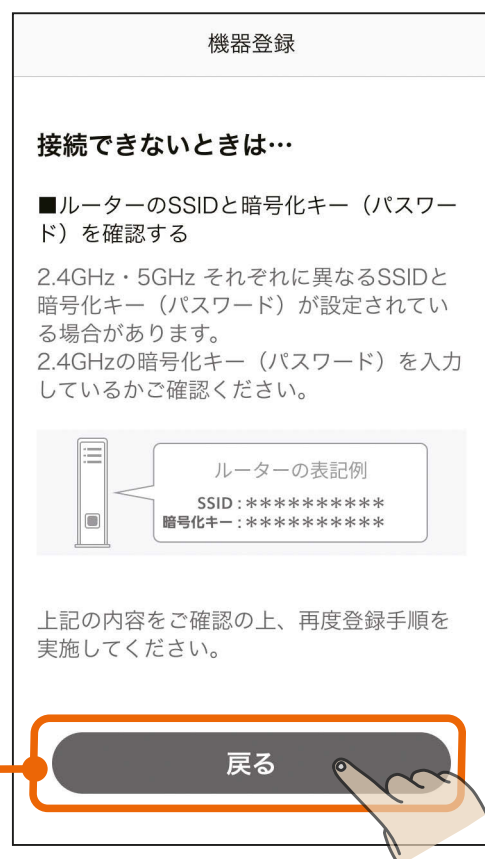 機器登録
接続できないときは…
■ルーターのSSIDと暗号化キー（パスワー
ド）を確認する
2.4GHz・5GHz それぞれに異なるSSIDと
暗号化キー（パスワード）が設定されてい
る場合があります。
2.4GHzの暗号化キー（パスワード）を入力
しているかご確認ください。
ルーターの表記例
SSID：**********
暗号化キー：**********
上記の内容をご確認の上、再度登録手順を
実施してください。
戻る